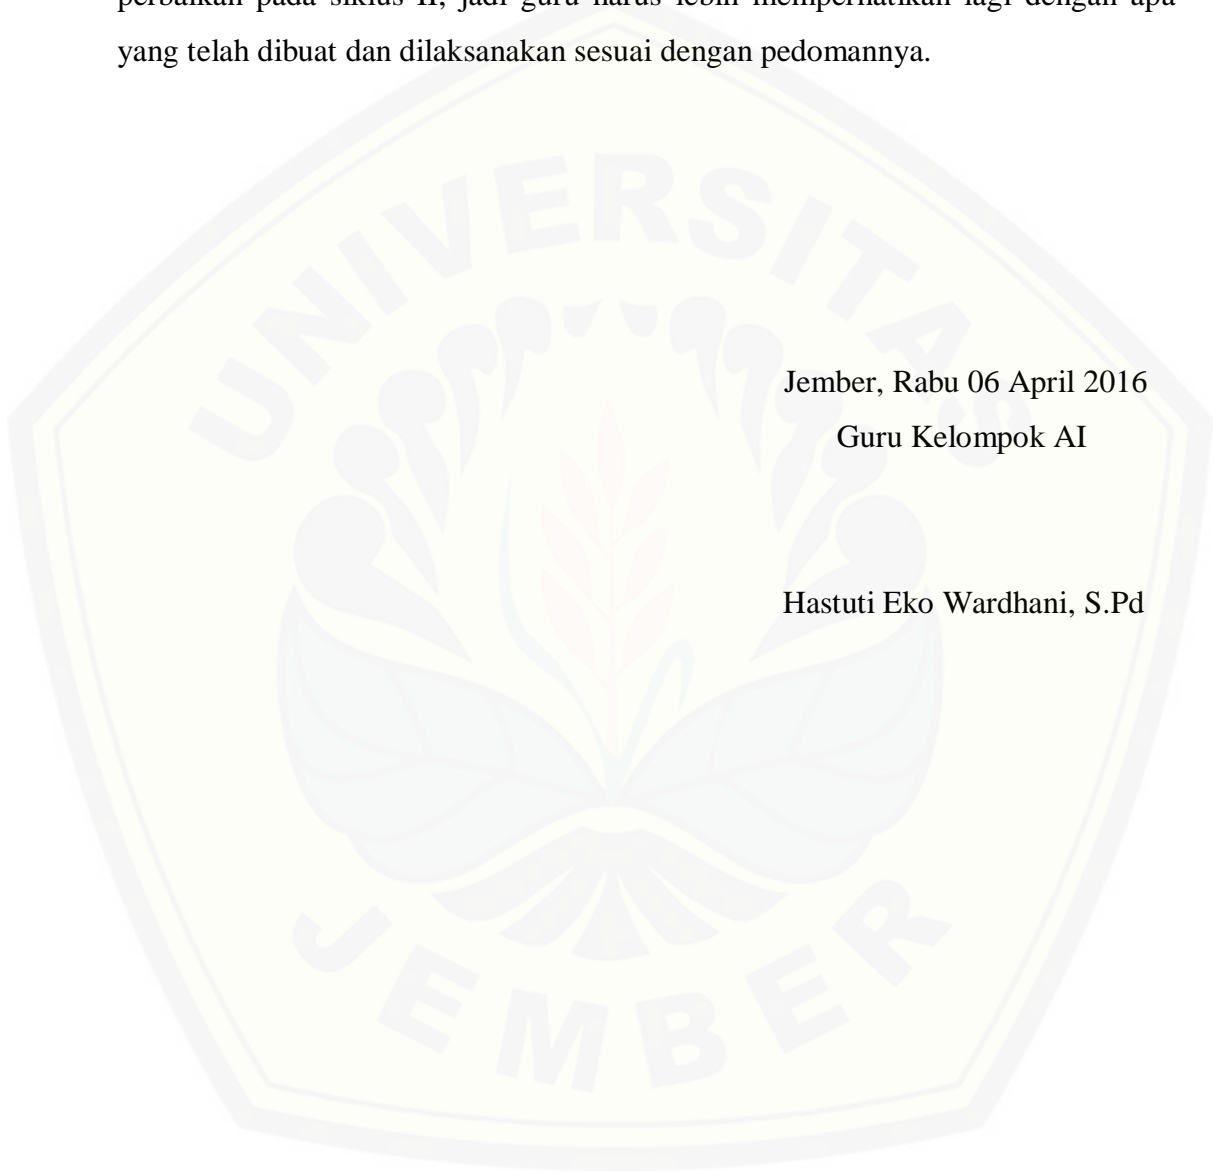 perbaikan pada siklus II, jadi guru harus lebih memperhatikan lagi dengan apa
yang telah dibuat dan dilaksanakan sesuai dengan pedomannya.
UNIVERSITAS
Jember, Rabu 06 April 2016
Guru Kelompok AI
Hastuti Eko Wardhani, S.Pd
JEMBER